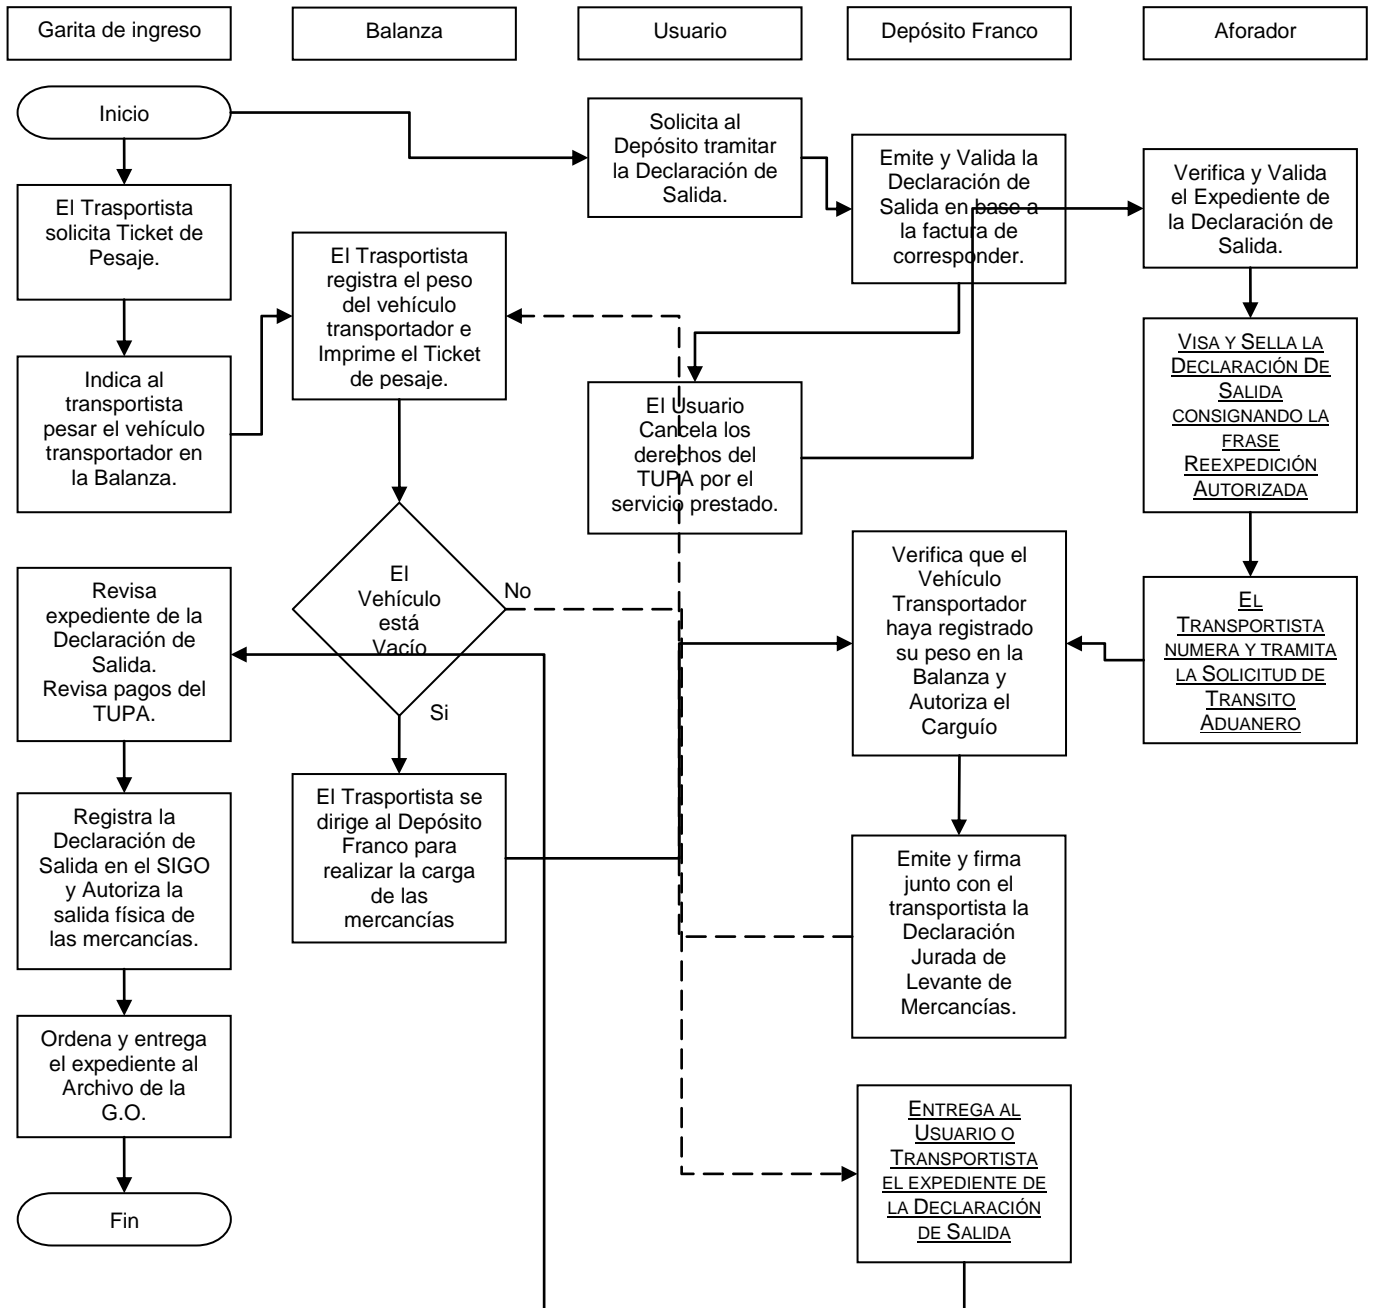 Garita de ingreso
Balanza
Usuario
Depósito Franco
Aforador
Inicio
El Trasportista
solicita Ticket de
Pesaje.
Indica al
transportista
pesar el vehículo
transportador en
la Balanza.
Revisa
expediente de la
Declaración de
Salida.
Revisa pagos del
TUPA.
Registra la
Declaración de
Salida en el SIGO
y Autoriza la
salida física de
las mercancías.
Ordena y entrega
el expediente al
Archivo de la
G.O.
Fin
El Trasportista
registra el peso
del vehículo
transportador e
Imprime el Ticket
de pesaje.
El
Vehículo
está
Vacío
No
Si
El Trasportista se
dirige al Depósito
Franco para
realizar la carga
de las
mercancías
Solicita al
Depósito tramitar
la Declaración de
Salida.
El Usuario
Cancela los
derechos del
TUPA por el
servicio prestado.
Emite y Valida la
Declaración de
Salida en base a
la factura de
corresponder.
Verifica que el
Vehículo
Transportador
haya registrado
su peso en la
Balanza y
Autoriza el
Carguío
Emite y firma
junto con el
transportista la
Declaración
Jurada de
Levante de
Mercancías.
ENTREGA AL
USUARIO O
TRANSPORTISTA
EL EXPEDIENTE DE
LA DECLARACIÓN
DE SALIDA
Verifica y Valida
el Expediente de
la Declaración de
Salida.
VISA Y SELLA LA
DECLARACIÓN DE
SALIDA
CONSIGNANDO LA
FRASE
REEXPEDICIÓN
AUTORIZADA
EL
TRANSPORTISTA
NUMERA Y TRAMITA
LA SOLICITUD DE
TRANSITO
ADUANERO